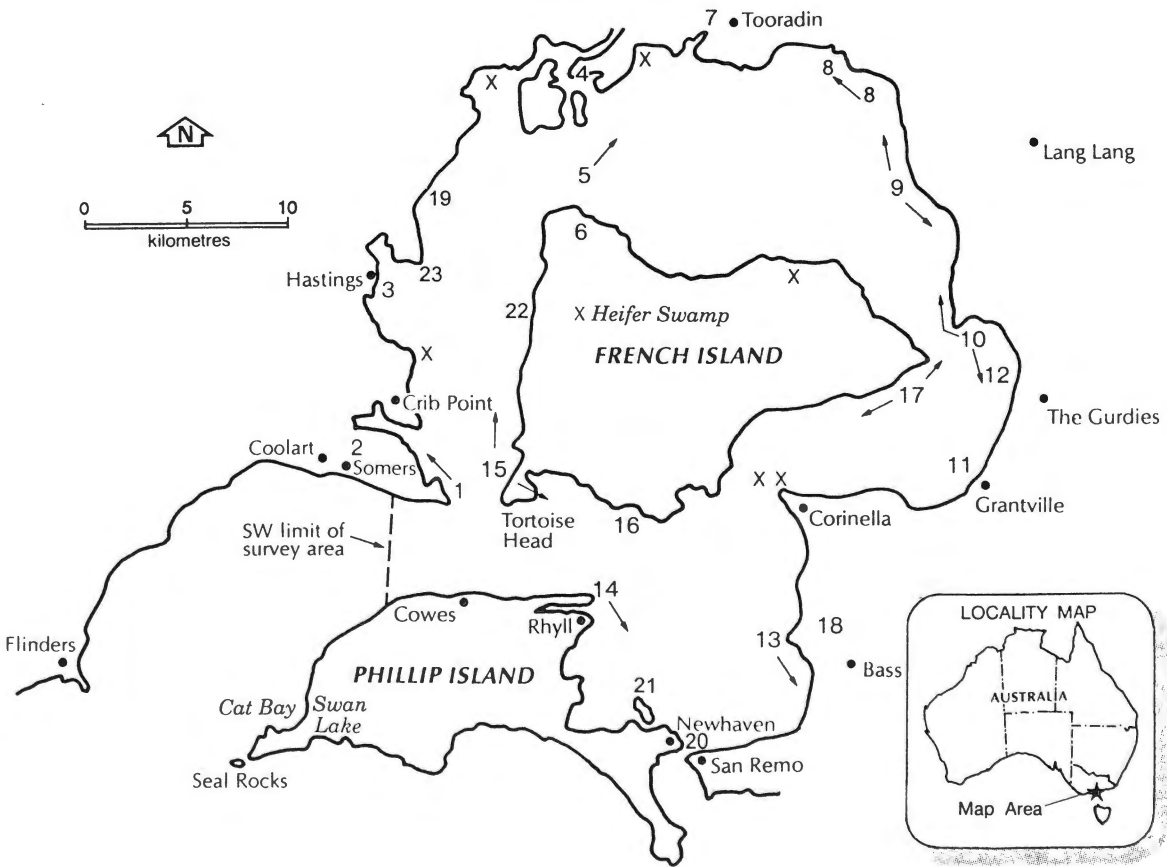 7
Tooradin
X
X
4
8
8
N
Lang Lang
5
9
19
0 5 10
kilometres
6
Hastings
23
3
X
22
X Heifer Swamp
FRENCH ISLAND
10
12
X
17
Crib Point
The Gurdies
Coolart
2
Somers
15
1
X X
11
Grantville
Corinella
Tortoise
Head
16
SW limit of
survey area
14
Cowes
Rhyll
LOCALITY MAP
Flinders
13
18
Bass
PHILLIP ISLAND
21
AUSTRALIA
Cat Bay
Swan
Lake
Newhaven
20
San Remo
Seal Rocks
Map Area